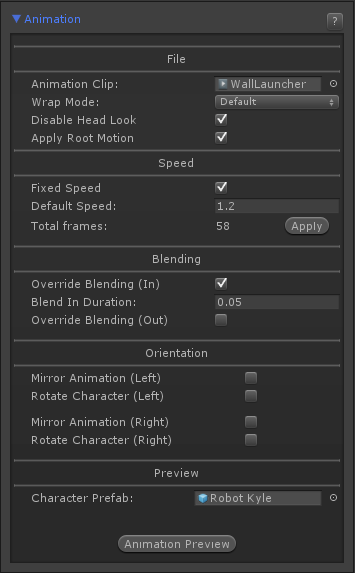 Animation
?
File
Animation Clip: WallLauncher
Wrap Mode: Default
Disable Head Look
Apply Root Motion
Speed
Fixed Speed
Default Speed: 1.2
Total frames: 58 Apply
Blending
Override Blending (In)
Blend In Duration: 0.05
Override Blending (Out)
Orientation
Mirror Animation (Left)
Rotate Character (Left)
Mirror Animation (Right)
Rotate Character (Right)
Preview
Character Prefab: Robot Kyle
Animation Preview